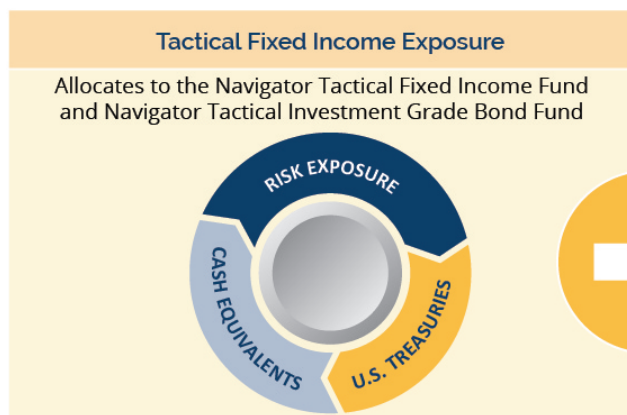 Tactical Fixed Income Exposure
Allocates to the Navigator Tactical Fixed Income Fund
and Navigator Tactical Investment Grade Bond Fund
RISK EXPOSURE
CASH EQUIVALENTS
U.S. TREASURIES